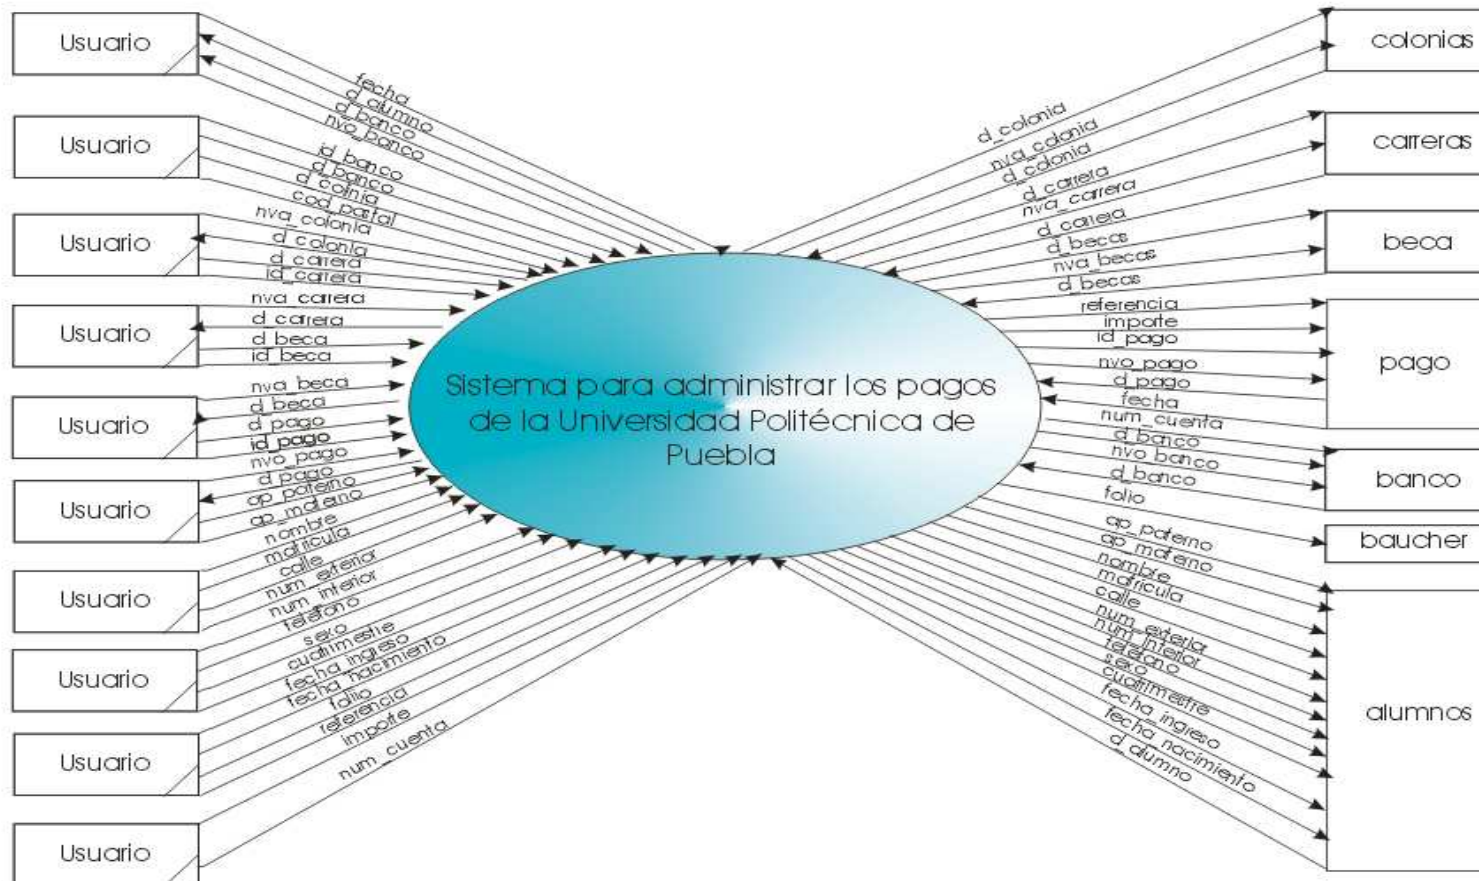 Usuario
Usuario
Usuario
Usuario
Usuario
Usuario
Usuario
Usuario
Usuario
Usuario
fecha
d_alumno
d_banco
nvo_banco
id_banco
d_banco
d_colnia
cod_postal
nva_colonia
d_colonia
d_carrera
id_carrera
nva_carrera
d_carrera
d_beca
id_beca
nva_beca
d_beca
d_pago
id_pago
nvo_pago
d_pago
ap_paterno
ap_materno
nombre
matricula
calle
num_exterior
num_interior
telefono
sexo
cuatrimestre
fecha_ingreso
fecha_nacimiento
folio
referencia
importe
num_cuenta
Sistema para administrar los pagos
de la Universidad Politécnica de
Puebla
d_colonia
nva_colonia
d_colonia
d_carrera
nva_carrera
d_carrera
d_becas
nva_becas
d_becas
referencia
importe
id_pago
nvo_pago
d_pago
fecha
num_cuenta
d_banco
nvo_banco
d_banco
folio
ap_paterno
ap_materno
nombre
matricula
calle
num_exterior
num_interior
telefono
sexo
cuatrimestre
fecha_ingreso
fecha_nacimiento
d_alumno
colonias
carreras
beca
pago
banco
baucher
alumnos